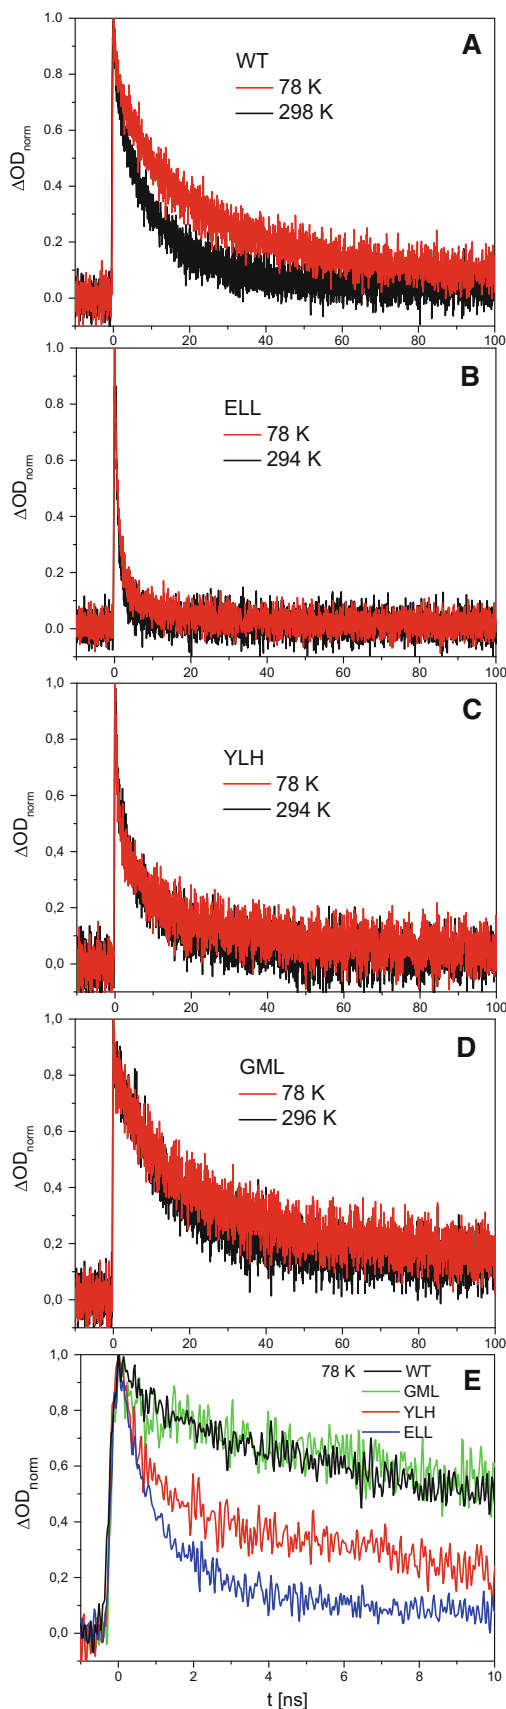 A
WT
78 K
298 K
ΔOD_norm
1.0
0.8
0.6
0.4
0.2
0.0
0 20 40 60 80 100
B
ELL
78 K
294 K
ΔOD_norm
1,0
0,8
0,6
0,4
0,2
0,0
0 20 40 60 80 100
C
YLH
78 K
294 K
ΔOD_norm
1,0
0,8
0,6
0,4
0,2
0,0
0 20 40 60 80 100
D
GML
78 K
296 K
ΔOD_norm
1,0
0,8
0,6
0,4
0,2
0,0
0 20 40 60 80 100
E
78 K WT
GML
YLH
ELL
ΔOD_norm
1,0
0,8
0,6
0,4
0,2
0,0
0 2 4 6 8 10
t [ns]